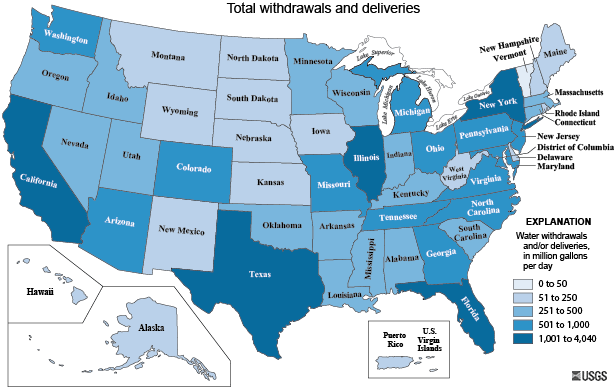 Total withdrawals and deliveries
Washington
Oregon
California
Nevada
Idaho
Montana
Wyoming
Utah
Colorado
Arizona
New Mexico
North Dakota
South Dakota
Nebraska
Kansas
Oklahoma
Texas
Minnesota
Iowa
Missouri
Arkansas
Louisiana
Wisconsin
Illinois
Michigan
Indiana
Ohio
Kentucky
Tennessee
Mississippi
Alabama
Georgia
Florida
South
Carolina
North
Carolina
Virginia
West
Virginia
Pennsylvania
New York
New Hampshire
Vermont
Maine
Massachusetts
Rhode Island
Connecticut
New Jersey
District of Columbia
Delaware
Maryland
Lake Superior
Lake Michigan
Lake Huron
Lake Erie
Lake Ontario
Hawaii
Alaska
Puerto
Rico
U.S.
Virgin
Islands
EXPLANATION
Water withdrawals
and/or deliveries,
in million gallons
per day
0 to 50
51 to 250
251 to 500
501 to 1,000
1,001 to 4,040
USGS